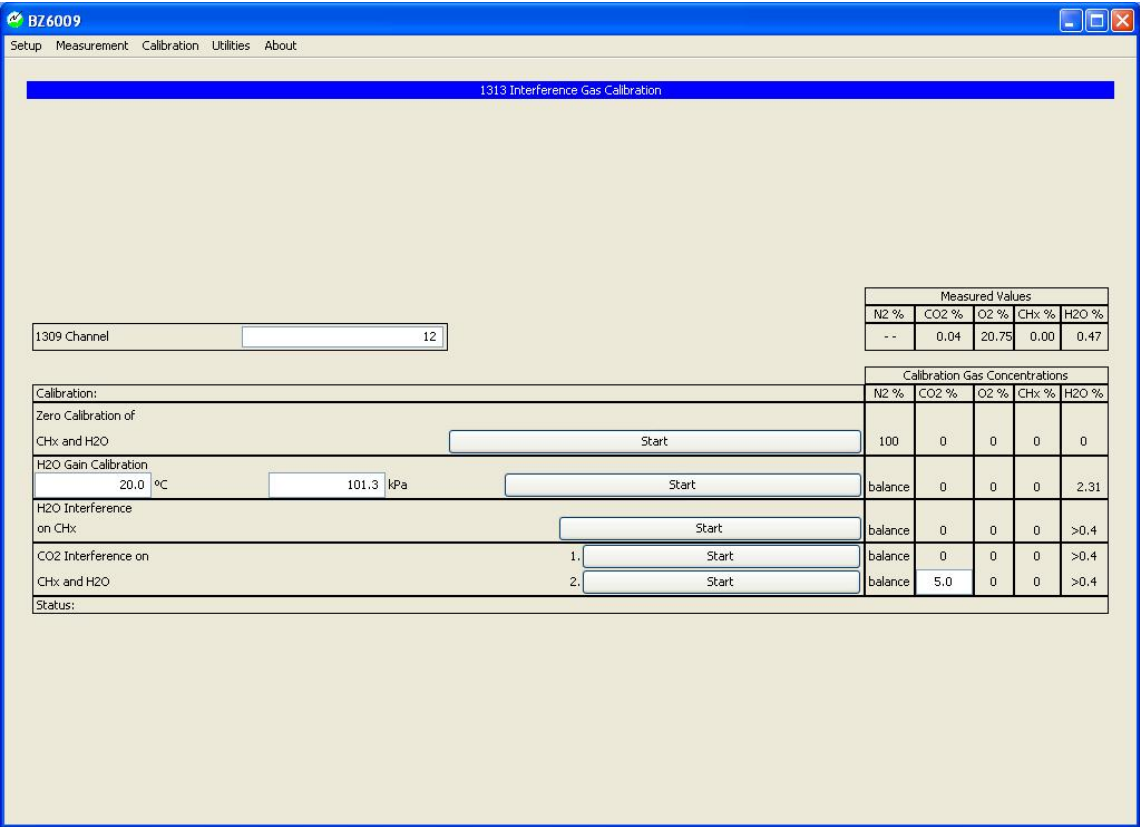 BZ6009
Setup Measurement Calibration Utilities About
1313 Interference Gas Calibration
Measured Values
N2 % CO2 % O2 % CHx % H2O %
1309 Channel 12 - - 0.04 20.75 0.00 0.47
Calibration Gas Concentrations
Calibration: N2 % CO2 % O2 % CHx % H2O %
Zero Calibration of
CHx and H2O Start 100 0 0 0 0
H2O Gain Calibration
20.0 ºC 101.3 kPa Start balance 0 0 0 2.31
H2O Interference
on CHx Start balance 0 0 0 >0.4
CO2 Interference on 1. Start balance 0 0 0 >0.4
CHx and H2O 2. Start balance 5.0 0 0 >0.4
Status: